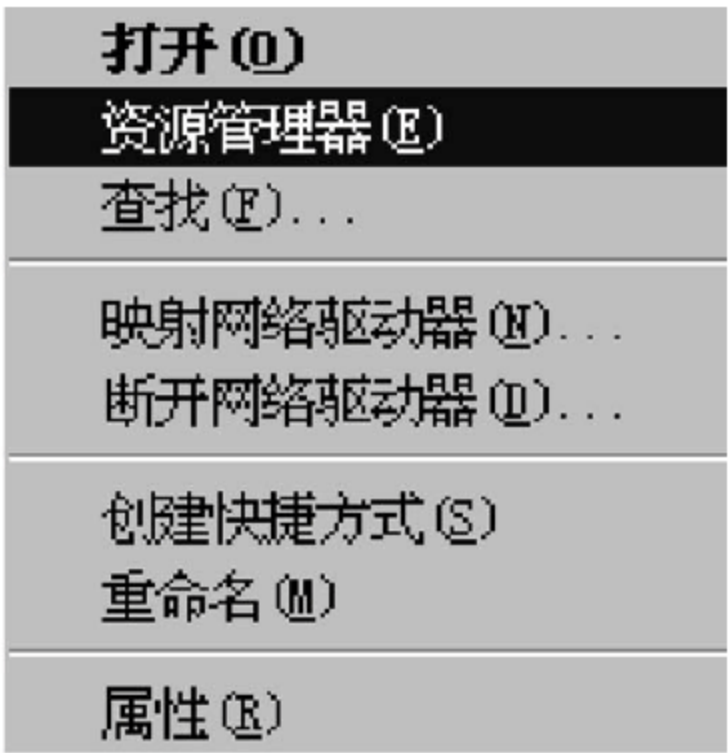 打开(O)
资源管理器(E)
查找(F)...
映射网络驱动器(N)...
断开网络驱动器(D)...
创建快捷方式(S)
重命名(M)
属性(R)